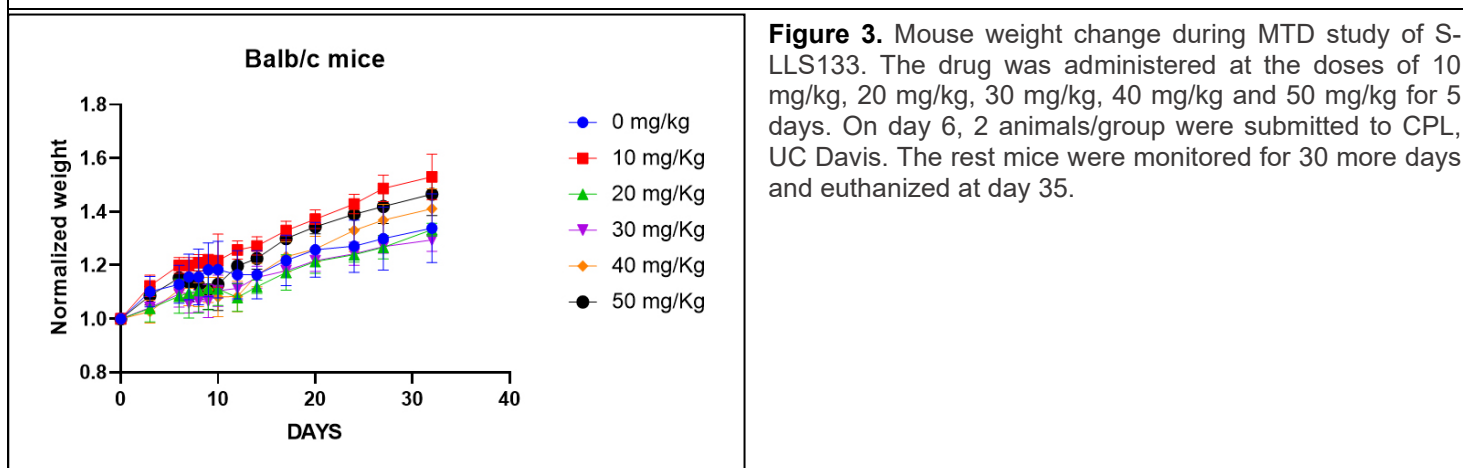 Balb/c mice
Normalized weight
1.8
1.6
1.4
1.2
1.0
0.8
0
10
20
30
40
DAYS
0 mg/kg
10 mg/Kg
20 mg/Kg
30 mg/Kg
40 mg/Kg
50 mg/Kg
Figure 3. Mouse weight change during MTD study of S-
LLS133. The drug was administered at the doses of 10
mg/kg, 20 mg/kg, 30 mg/kg, 40 mg/kg and 50 mg/kg for 5
days. On day 6, 2 animals/group were submitted to CPL,
UC Davis. The rest mice were monitored for 30 more days
and euthanized at day 35.